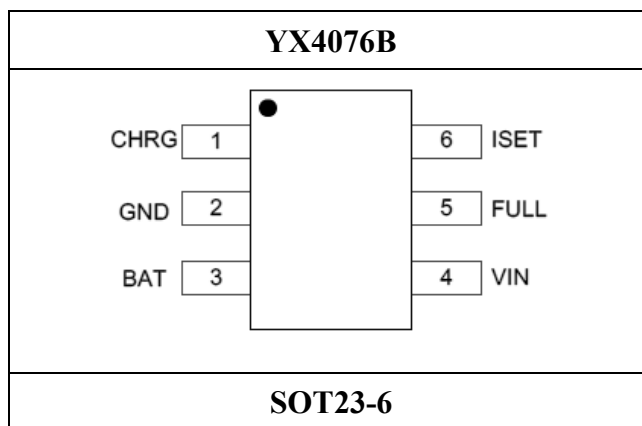 YX4076B
CHRG 1 6 ISET
GND 2 5 FULL
BAT 3 4 VIN
SOT23-6